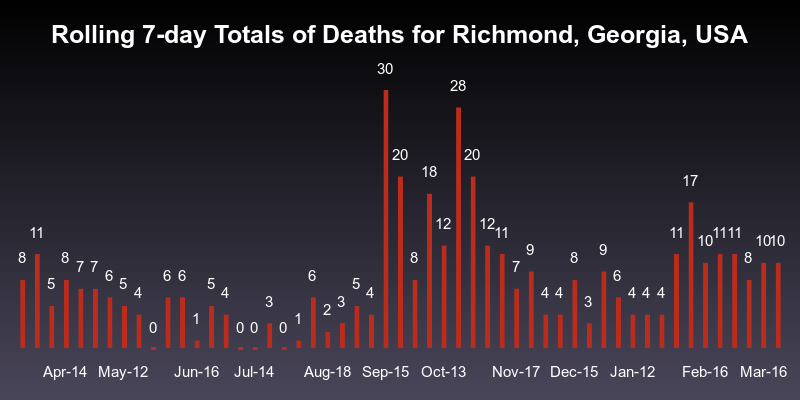 Rolling 7-day Totals of Deaths for Richmond, Georgia, USA
8 11 5 8 7 7 6 5 4 0 6 6 1 5 4 0 0 3 0 1 6 2 3 5 4 30 20 8 18 12 28 20 12 11 7 9 4 4 8 3 9 6 4 4 4 11 17 10 11 11 8 10 10
Apr-14 May-12 Jun-16 Jul-14 Aug-18 Sep-15 Oct-13 Nov-17 Dec-15 Jan-12 Feb-16 Mar-16